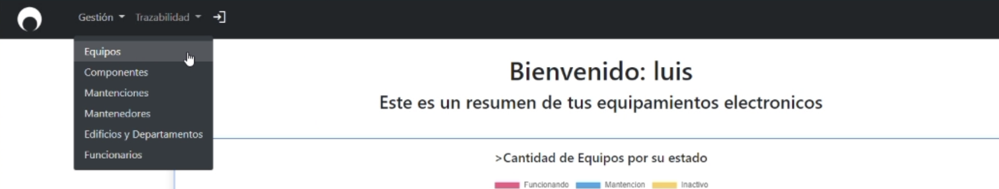 Gestión Trazabilidad
Equipos
Componentes
Mantenciones
Mantenedores
Edificios y Departamentos
Funcionarios
Bienvenido: luis
Este es un resumen de tus equipamientos electronicos
>Cantidad de Equipos por su estado
Funcionando Mantencion Inactivo